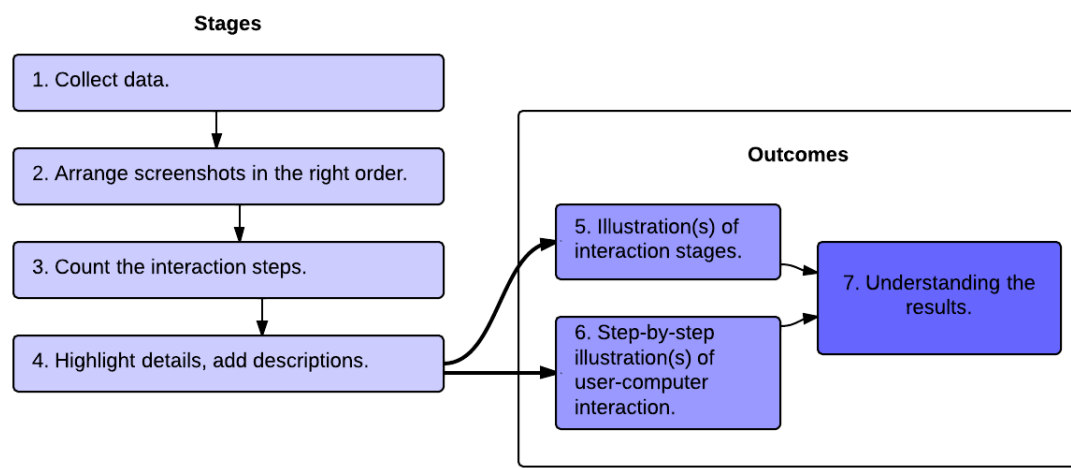 Stages
1. Collect data.
2. Arrange screenshots in the right order.
3. Count the interaction steps.
4. Highlight details, add descriptions.
Outcomes
5. Illustration(s) of
interaction stages.
6. Step-by-step
illustration(s) of
user-computer
interaction.
7. Understanding the
results.